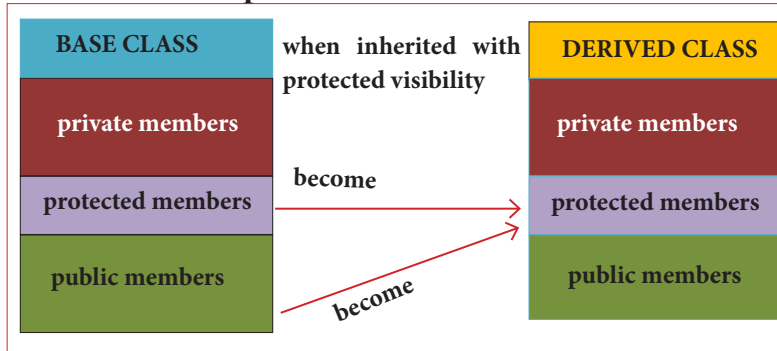 BASE CLASS
when inherited with
protected visibility
DERIVED CLASS
private members
private members
become
protected members
protected members
public members
public members
become